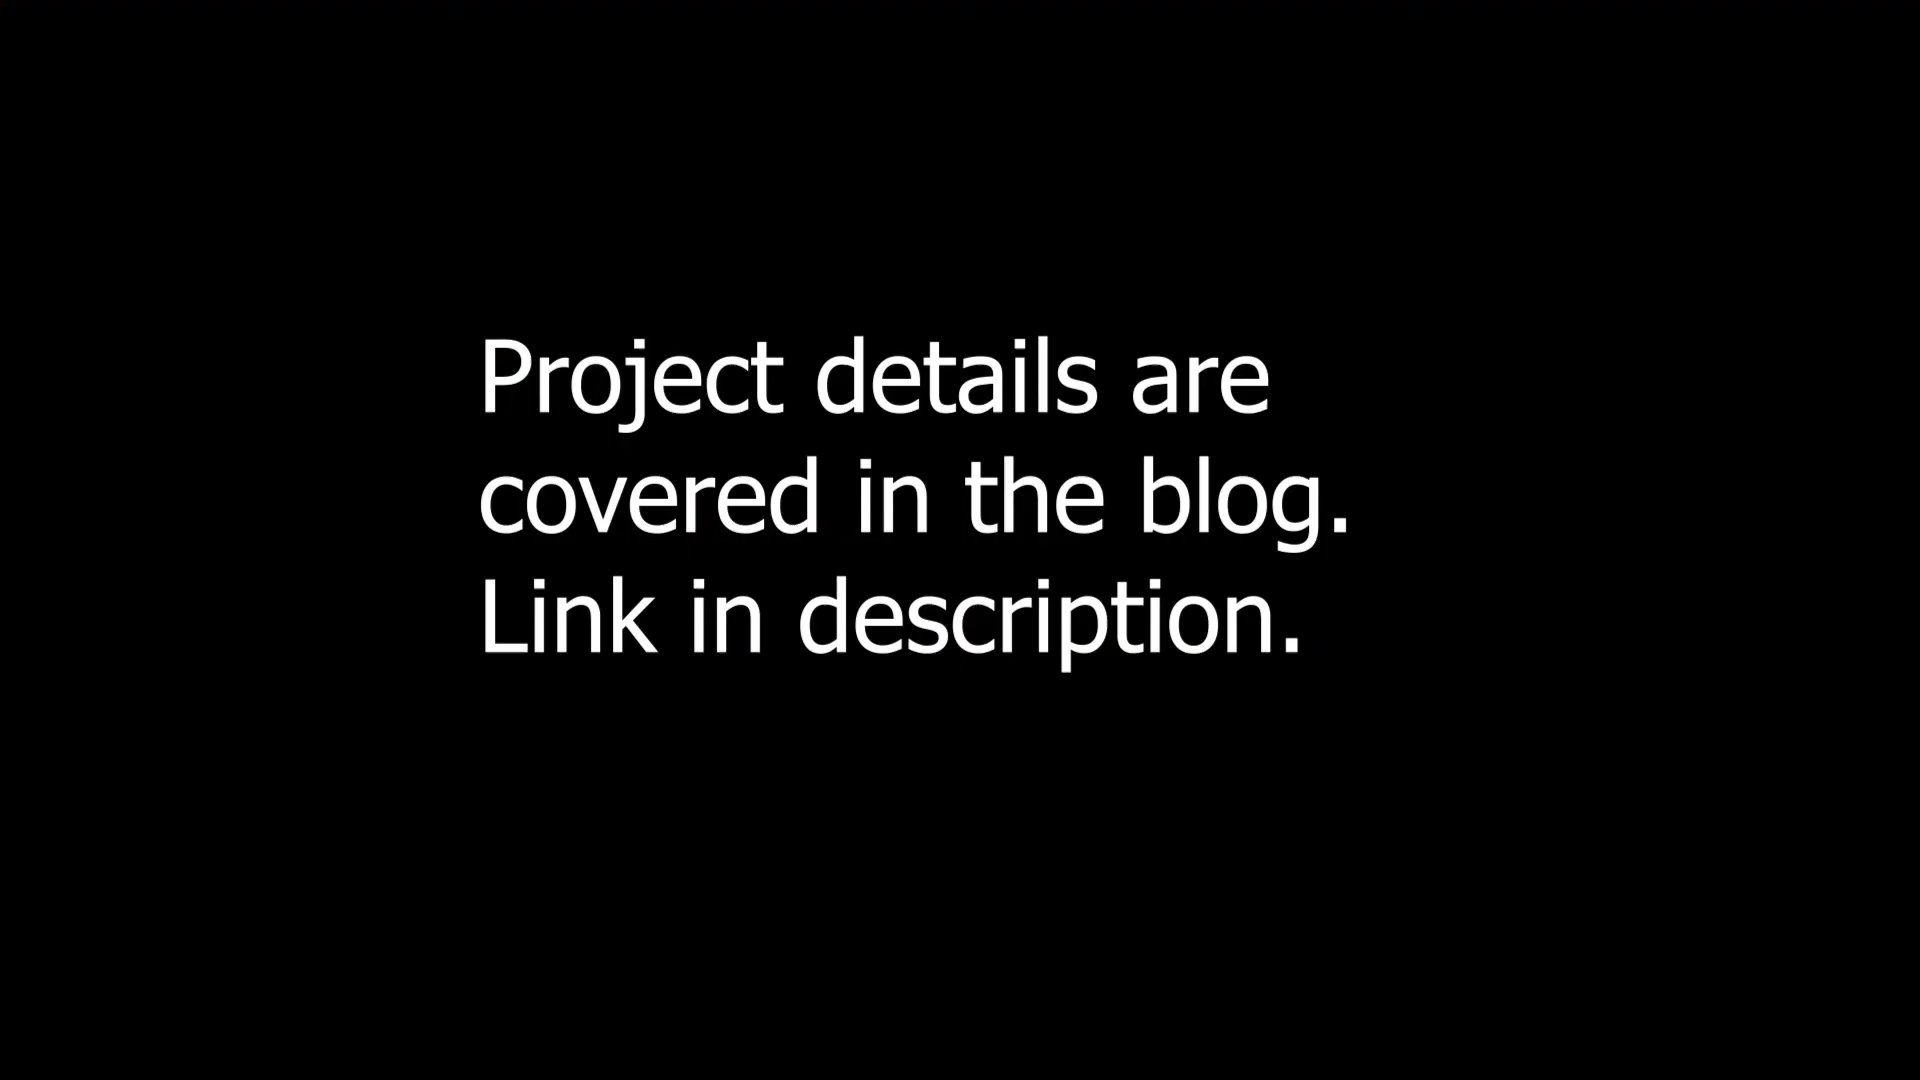 Project details are
covered in the blog.
Link in description.